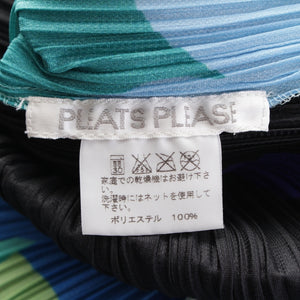 PLEATS PLEASE
30
家庭での乾燥機はお避け下さい。
洗濯時にはネットを使用して下さい。
ポリエステル 100%